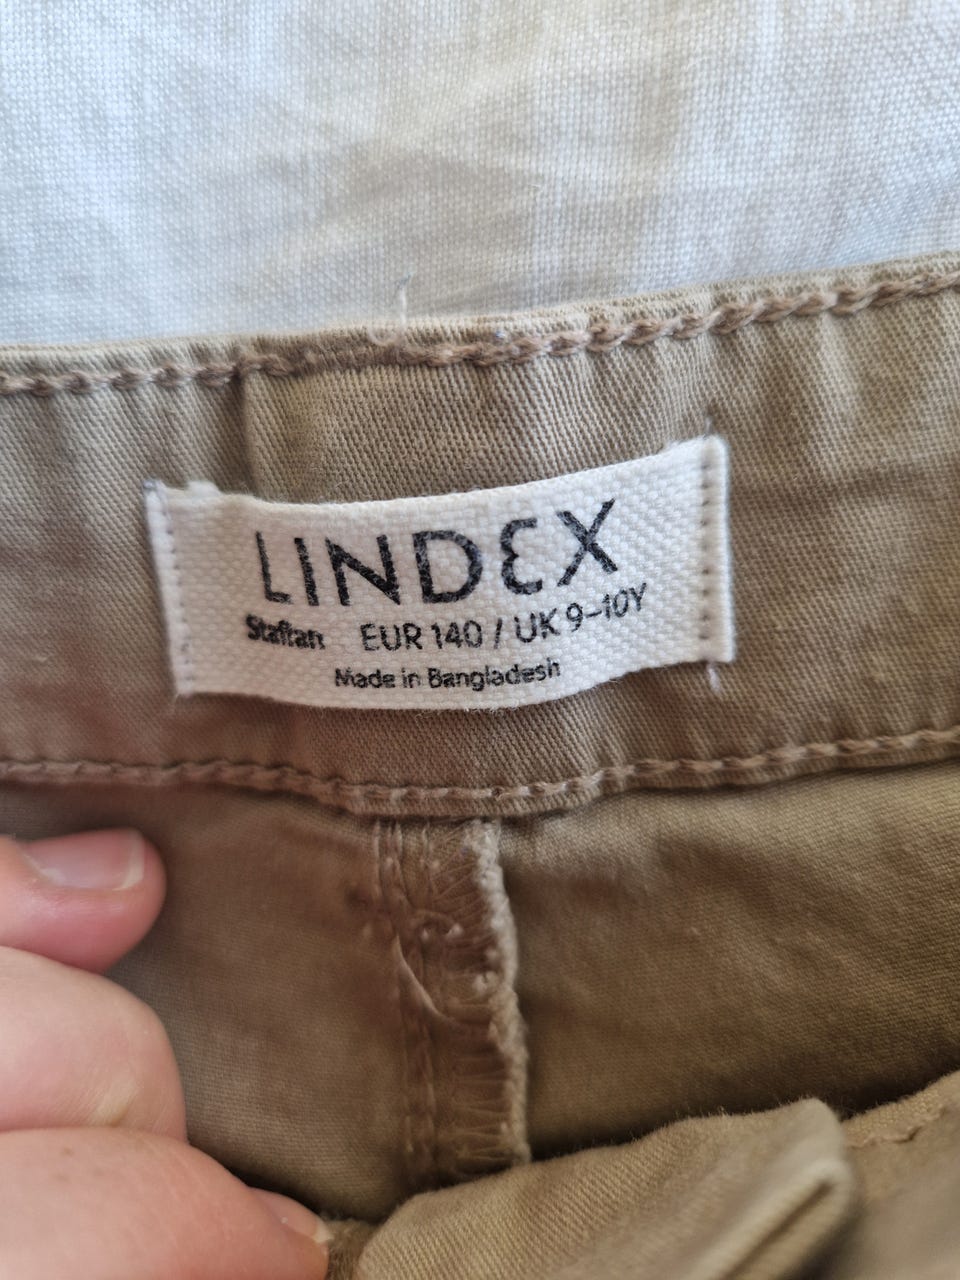 LINDEX
Staffan EUR 140 / UK 9-10Y
Made in Bangladesh